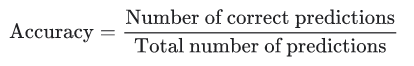 Accuracy = Number of correct predictions
Total number of predictions